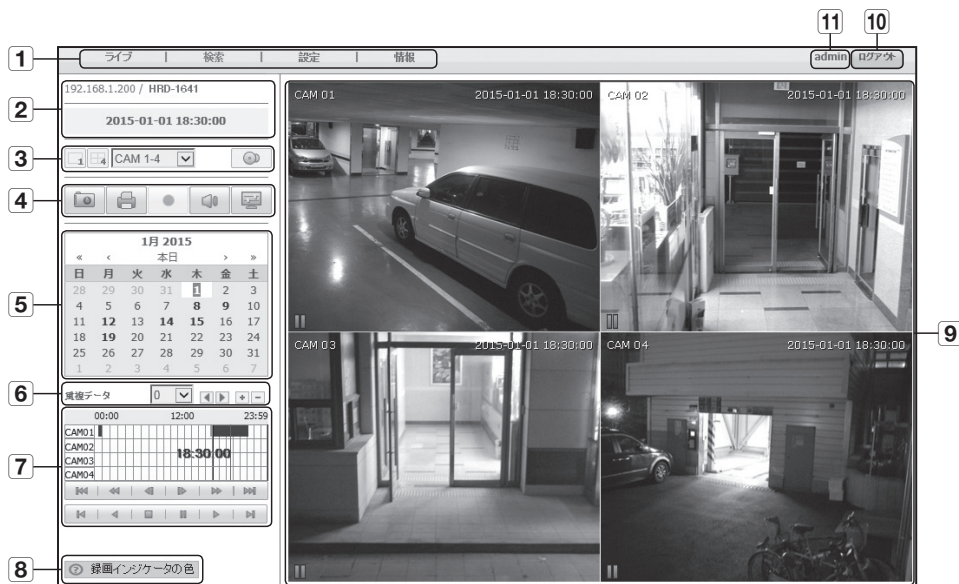 11 10
1 ライブ | 検索 | 設定 | 情報 admin ログアウト
2 192.168.1.200 / HRD-1641
2015-01-01 18:30:00
3 1 4 CAM 1-4
4
5 1月 2015
« ‹ 本日 › »
日 月 火 水 木 金 土
28 29 30 31 1 2 3
4 5 6 7 8 9 10
11 12 13 14 15 16 17
18 19 20 21 22 23 24
25 26 27 28 29 30 31
1 2 3 4 5 6 7
6 重複データ 0
7 00:00 12:00 23:59
CAM01
CAM02
18:30:00
CAM03
CAM04
8 ? 録画インジケータの色
CAM 01 2015-01-01 18:30:00
CAM 02 2015-01-01 18:30:00
9
CAM 03 2015-01-01 18:30:00
CAM 04 2015-01-01 18:30:00